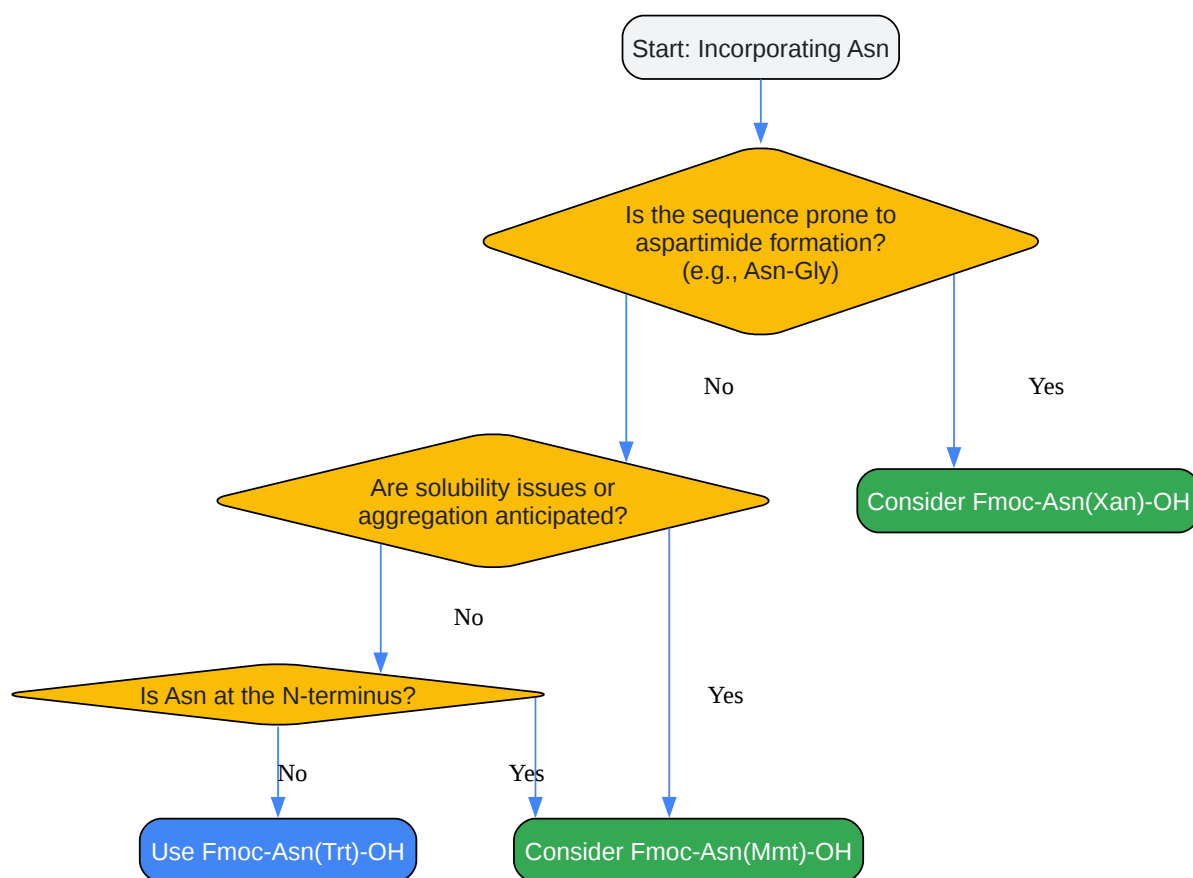 Start: Incorporating Asn
Is the sequence prone to
aspartimide formation?
(e.g., Asn-Gly)
No
Yes
Are solubility issues or
aggregation anticipated?
Consider Fmoc-Asn(Xan)-OH
No
Is Asn at the N-terminus?
Yes
No
Yes
Use Fmoc-Asn(Trt)-OH
Consider Fmoc-Asn(Mmt)-OH